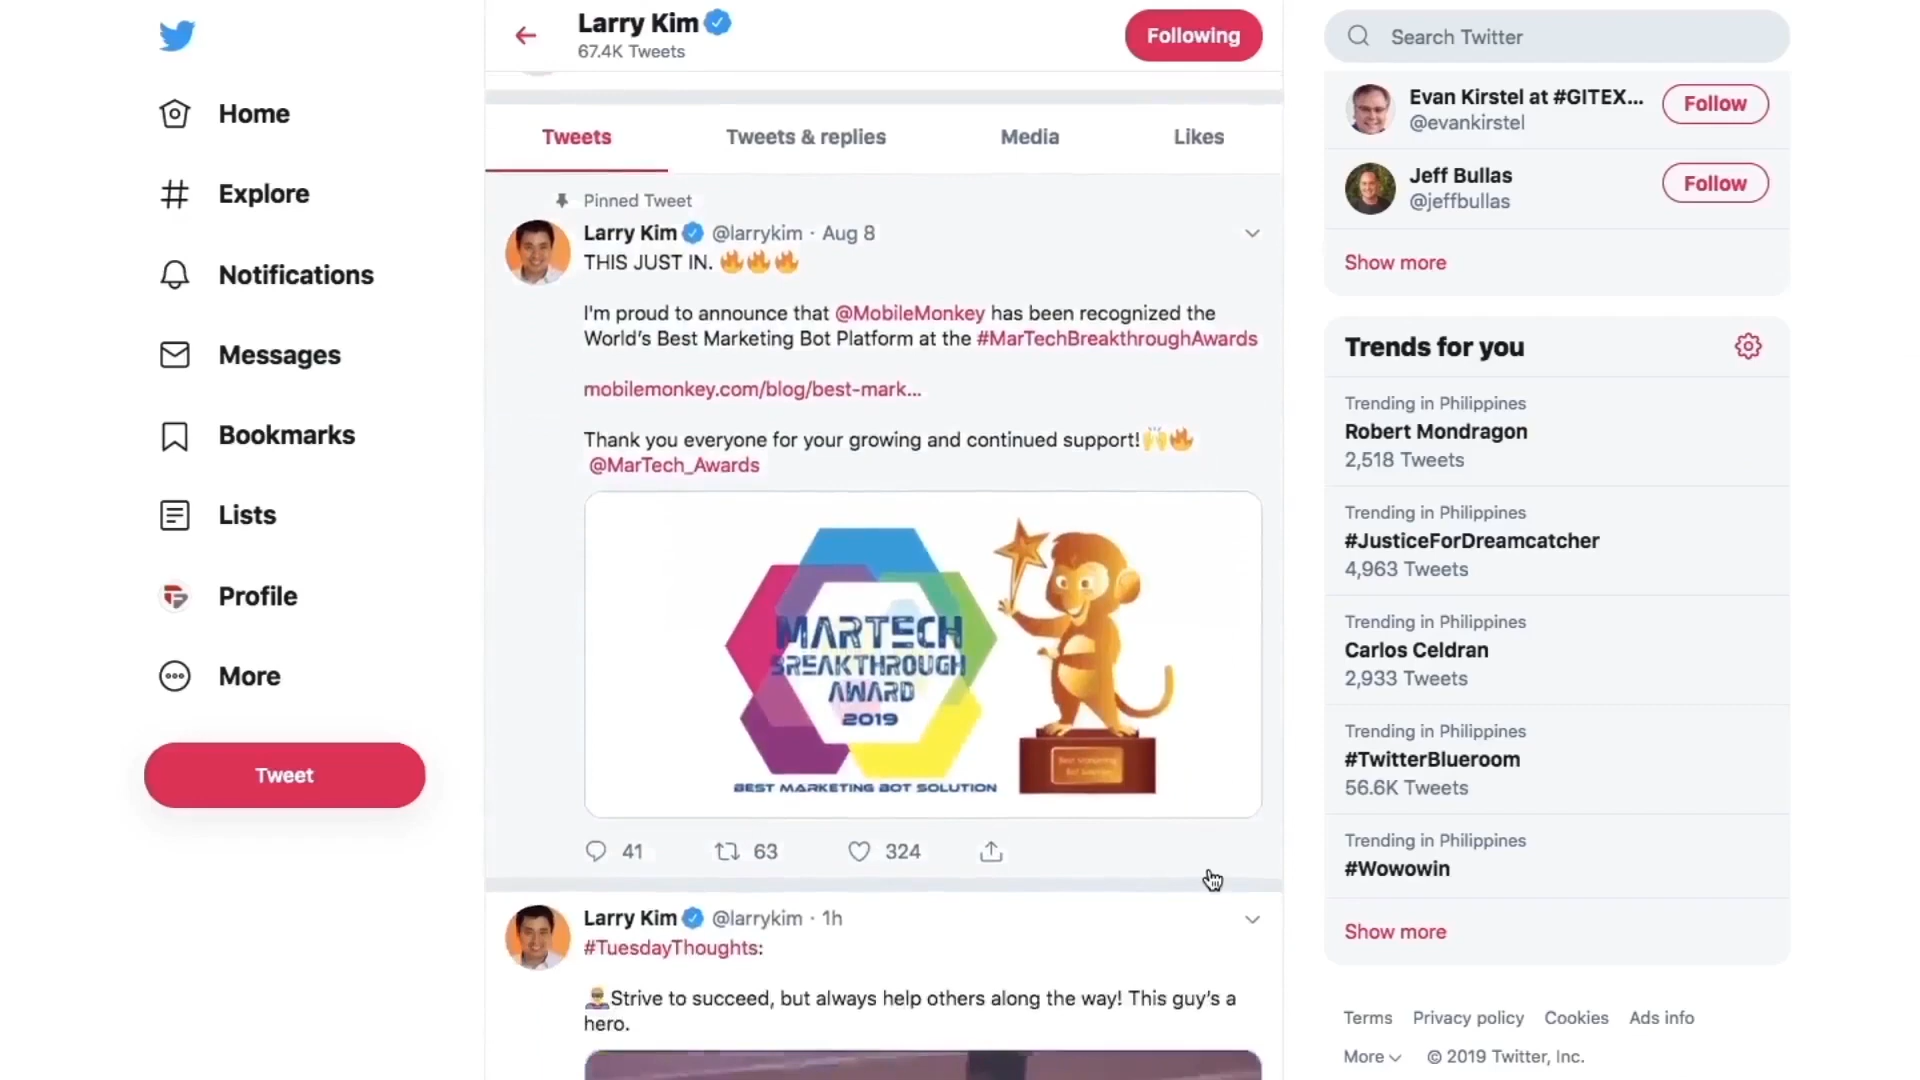 Home
Explore
Notifications
Messages
Bookmarks
Lists
Profile
More
Tweet
Larry Kim
67.4K Tweets
Following
Tweets
Tweets & replies
Media
Likes
Pinned Tweet
Larry Kim @larrykim · Aug 8
THIS JUST IN. 🔥🔥🔥
I'm proud to announce that @MobileMonkey has been recognized the
World's Best Marketing Bot Platform at the #MarTechBreakthroughAwards
mobilemonkey.com/blog/best-mark...
Thank you everyone for your growing and continued support!🙌🔥
@MarTech_Awards
MARTECH
BREAKTHROUGH
AWARD
2019
BEST MARKETING BOT SOLUTION
41
63
324
Larry Kim @larrykim · 1h
#TuesdayThoughts:
Strive to succeed, but always help others along the way! This guy's a
hero.
Search Twitter
Evan Kirstel at #GITEX...
@evankirstel
Follow
Jeff Bullas
@jeffbullas
Follow
Show more
Trends for you
Trending in Philippines
Robert Mondragon
2,518 Tweets
Trending in Philippines
#JusticeForDreamcatcher
4,963 Tweets
Trending in Philippines
Carlos Celdran
2,933 Tweets
Trending in Philippines
#TwitterBlueroom
56.6K Tweets
Trending in Philippines
#Wowowin
Show more
Terms Privacy policy Cookies Ads info
More © 2019 Twitter, Inc.